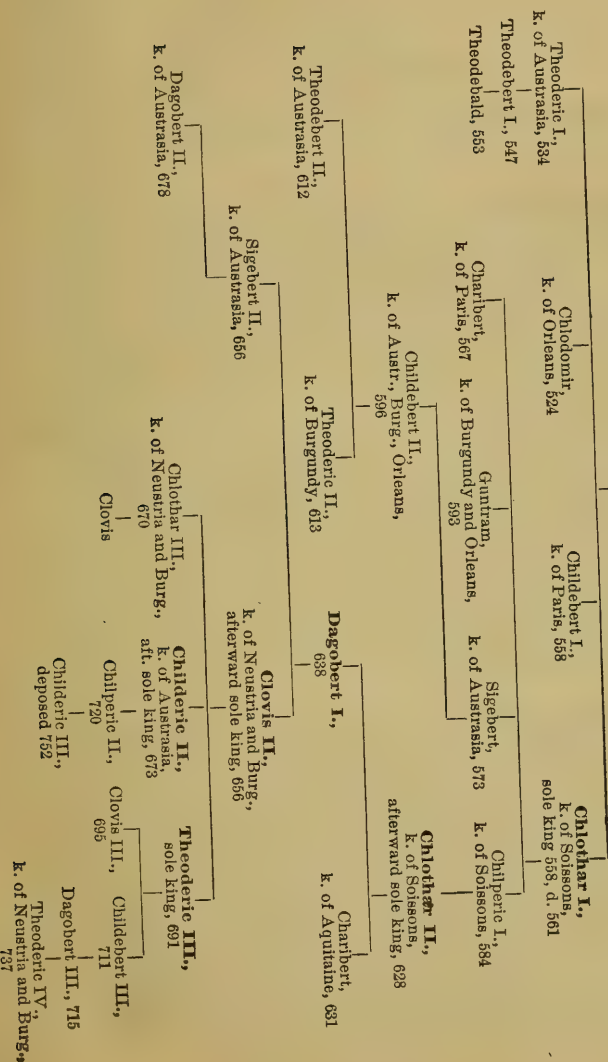 Theoderic I.,
k. of Austrasia, 534
Theodebert I., 547
Theodebald, 553
Chlodomir,
k. of Orleans, 524
Childebert I.,
k. of Paris, 558
Chlothar I.,
k. of Soissons,
sole king 558, d. 561
Charibert,
k. of Paris, 567
Guntram,
k. of Burgundy and Orleans,
593
Sigebert,
k. of Austrasia, 573
Chilperic I.,
k. of Soissons, 584
Childebert II.,
k. of Austr., Burg., Orleans,
596
Chlothar II.,
k. of Soissons,
afterward sole king, 628
Theodebert II.,
k. of Austrasia, 612
Theoderic II.,
k. of Burgundy, 613
Dagobert I.,
638
Charibert,
k. of Aquitaine, 631
Sigebert II.,
k. of Austrasia, 656
Clovis II.,
k. of Neustria and Burg.,
afterward sole king, 656
Dagobert II.,
k. of Austrasia, 678
Chlothar III.,
k. of Neustria and Burg.,
670
Clovis
Childeric II.,
k. of Austrasia,
aft. sole king, 673
Chilperic II.,
720
Childeric III.,
deposed 752
Theoderic III.,
sole king, 691
Clovis III.,
695
Childebert III.,
711
Dagobert III., 715
Theoderic IV.,
k. of Neustria and Burg.,
737